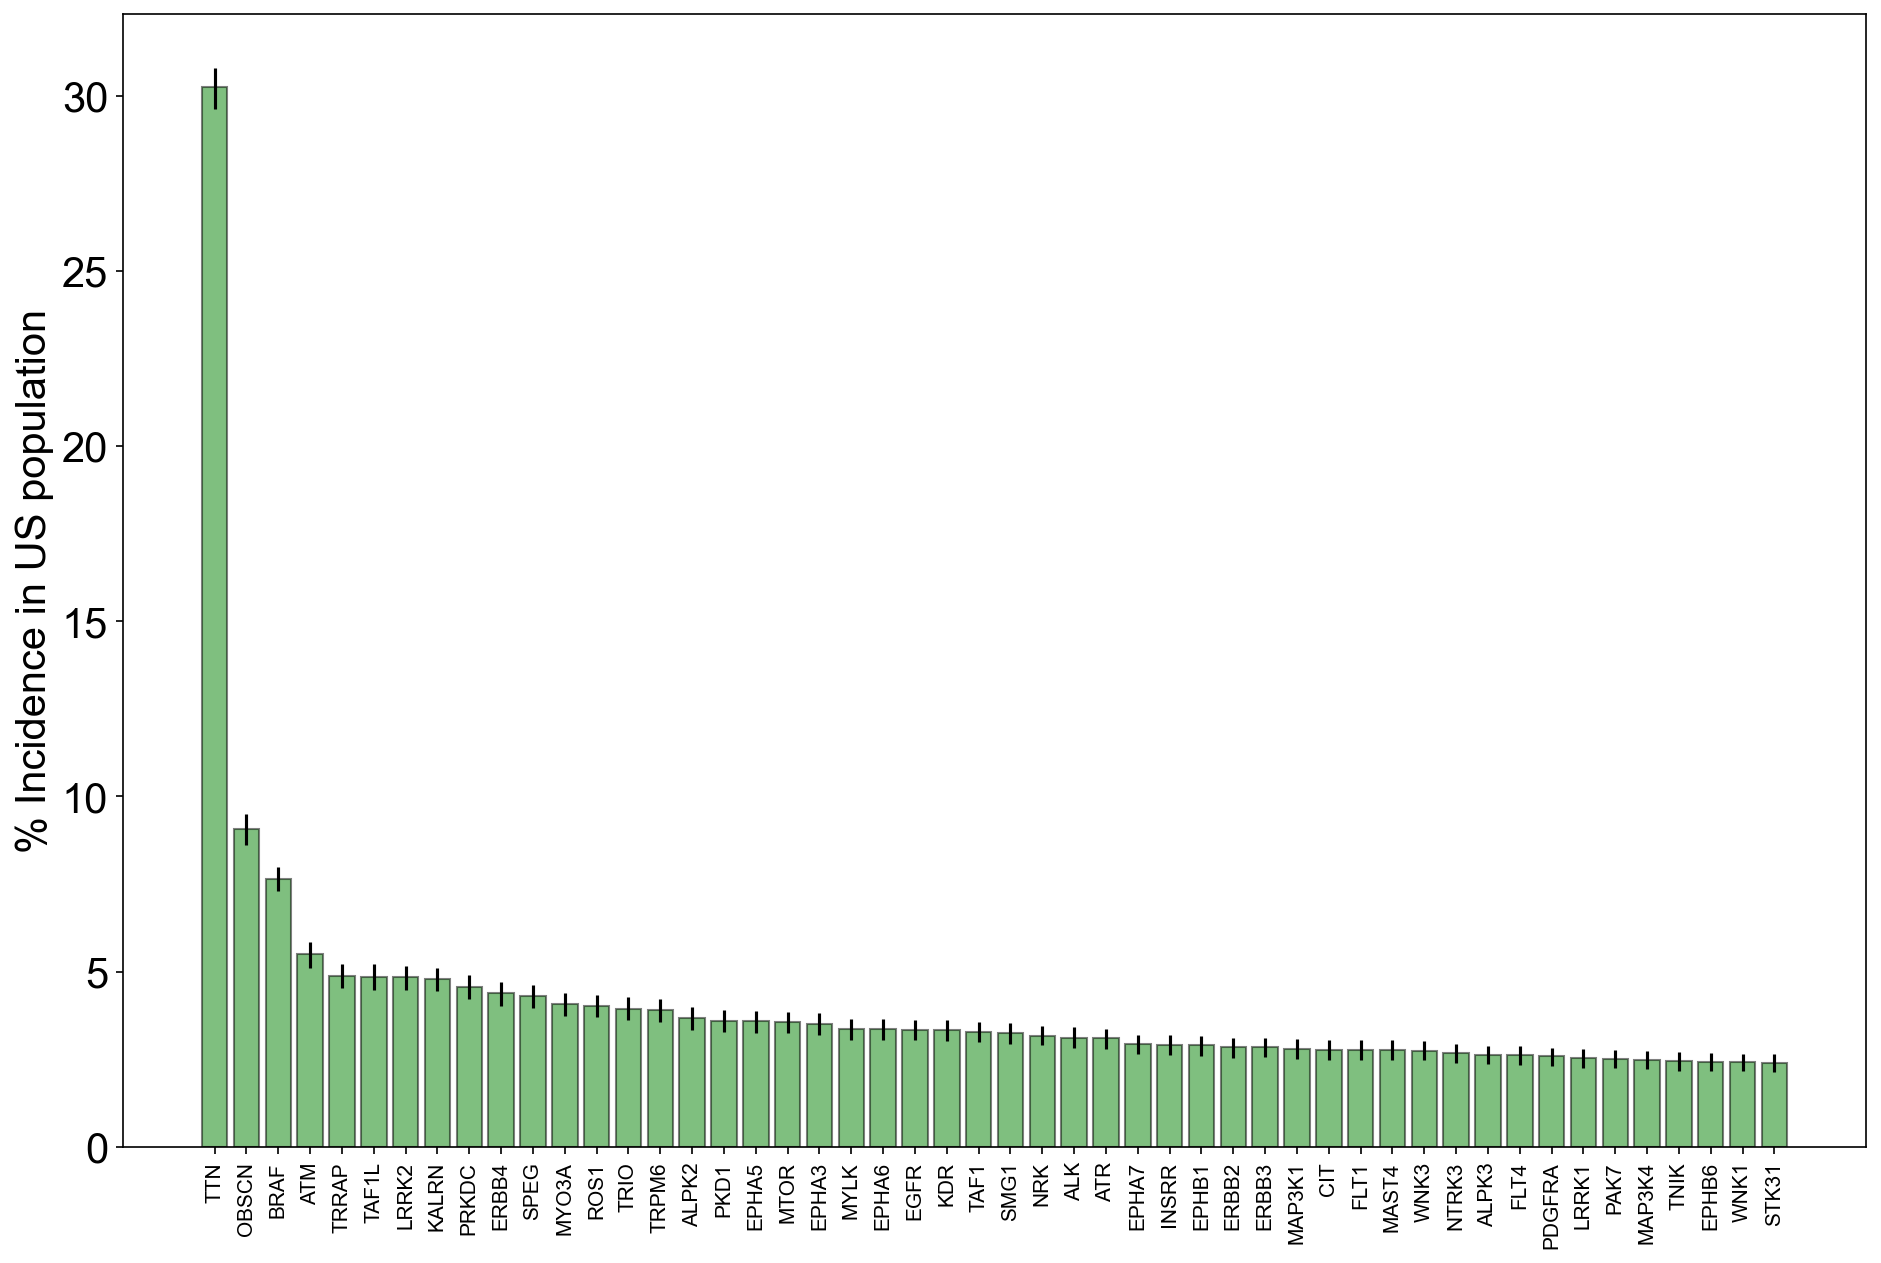 % Incidence in US population
30
25
20
15
10
5
0
TTN
OBSCN
BRAF
ATM
TRRAP
TAF1L
LRRK2
KALRN
PRKDC
ERBB4
SPEG
MYO3A
ROS1
TRIO
TRPM6
ALPK2
PKD1
EPHA5
MTOR
EPHA3
MYLK
EPHA6
EGFR
KDR
TAF1
SMG1
NRK
ALK
ATR
EPHA7
INSRR
EPHB1
ERBB2
ERBB3
MAP3K1
CIT
FLT1
MAST4
WNK3
NTRK3
ALPK3
FLT4
PDGFRA
LRRK1
PAK7
MAP3K4
TNIK
EPHB6
WNK1
STK31